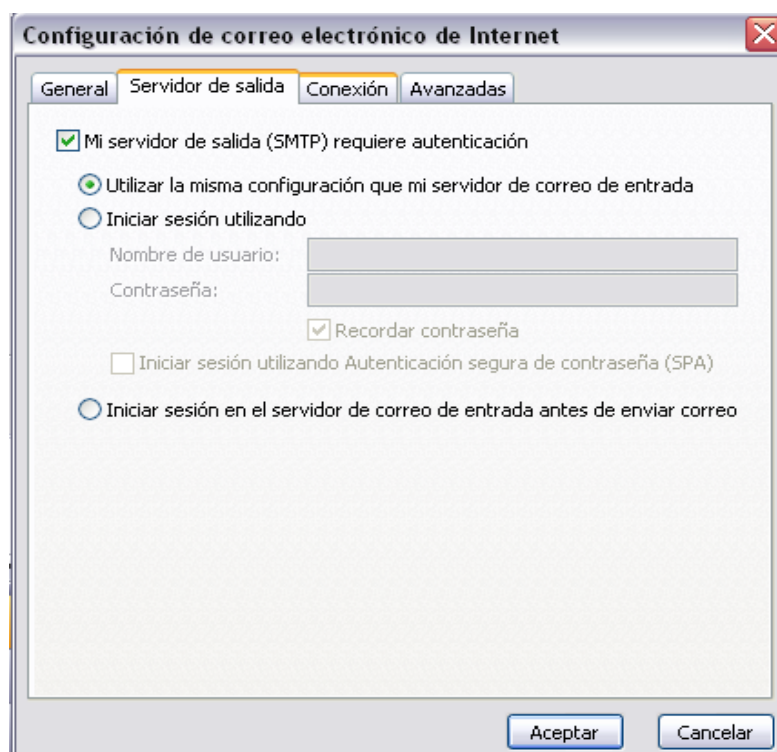 Configuración de correo electrónico de Internet
General Servidor de salida Conexión Avanzadas
Mi servidor de salida (SMTP) requiere autenticación
Utilizar la misma configuración que mi servidor de correo de entrada
Iniciar sesión utilizando
Nombre de usuario:
Contraseña:
Recordar contraseña
Iniciar sesión utilizando Autenticación segura de contraseña (SPA)
Iniciar sesión en el servidor de correo de entrada antes de enviar correo
Aceptar Cancelar